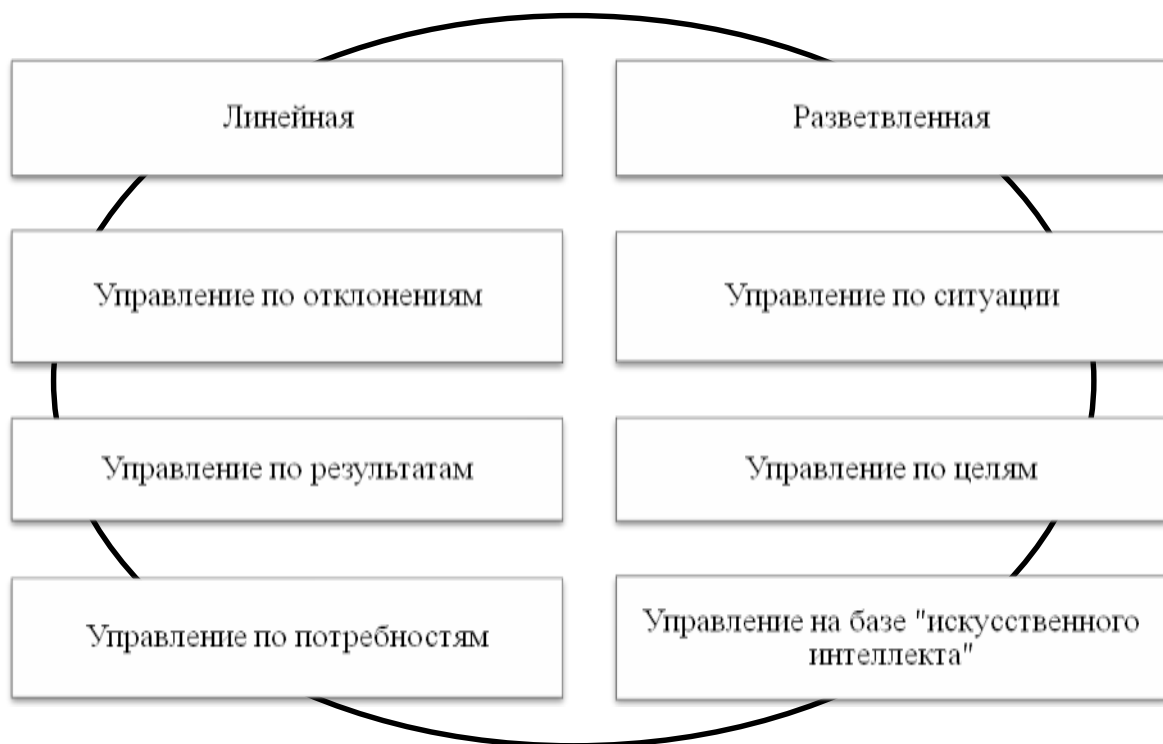 Линейная
Разветвленная
Управление по отклонениям
Управление по ситуации
Управление по результатам
Управление по целям
Управление по потребностям
Управление на базе "искусственного
интеллекта"